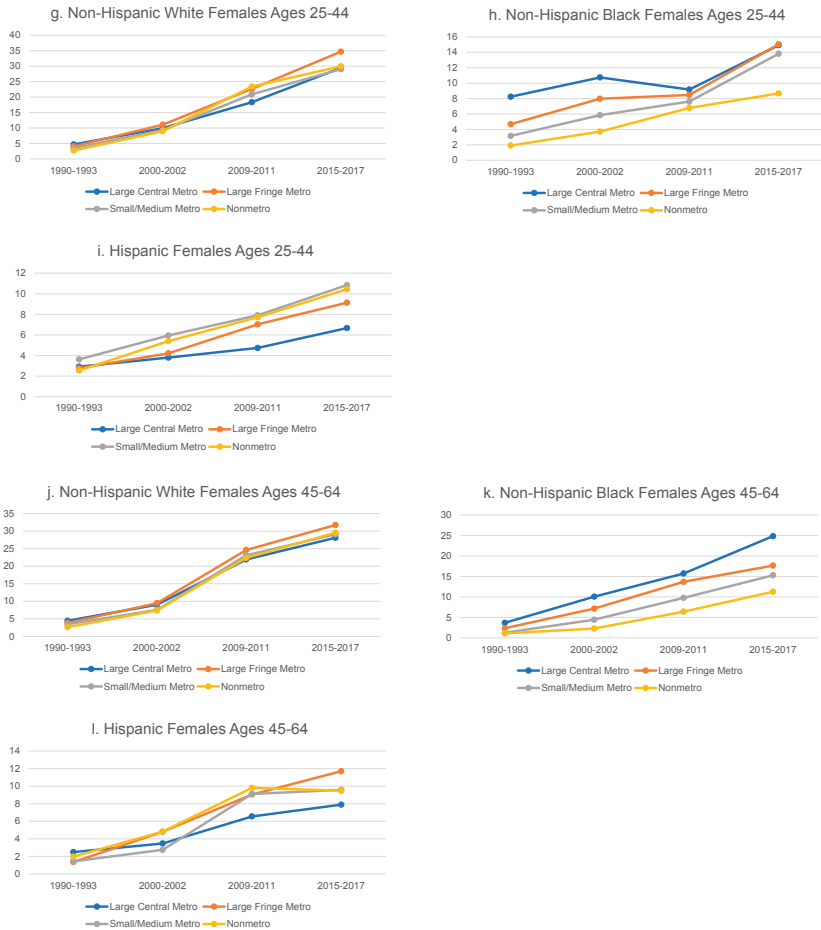 g. Non-Hispanic White Females Ages 25-44
40
35
30
25
20
15
10
5
0
1990-1993 2000-2002 2009-2011 2015-2017
Large Central Metro Large Fringe Metro
Small/Medium Metro Nonmetro
h. Non-Hispanic Black Females Ages 25-44
16
14
12
10
8
6
4
2
0
1990-1993 2000-2002 2009-2011 2015-2017
Large Central Metro Large Fringe Metro
Small/Medium Metro Nonmetro
i. Hispanic Females Ages 25-44
12
10
8
6
4
2
0
1990-1993 2000-2002 2009-2011 2015-2017
Large Central Metro Large Fringe Metro
Small/Medium Metro Nonmetro
j. Non-Hispanic White Females Ages 45-64
35
30
25
20
15
10
5
0
1990-1993 2000-2002 2009-2011 2015-2017
Large Central Metro Large Fringe Metro
Small/Medium Metro Nonmetro
k. Non-Hispanic Black Females Ages 45-64
30
25
20
15
10
5
0
1990-1993 2000-2002 2009-2011 2015-2017
Large Central Metro Large Fringe Metro
Small/Medium Metro Nonmetro
l. Hispanic Females Ages 45-64
14
12
10
8
6
4
2
0
1990-1993 2000-2002 2009-2011 2015-2017
Large Central Metro Large Fringe Metro
Small/Medium Metro Nonmetro